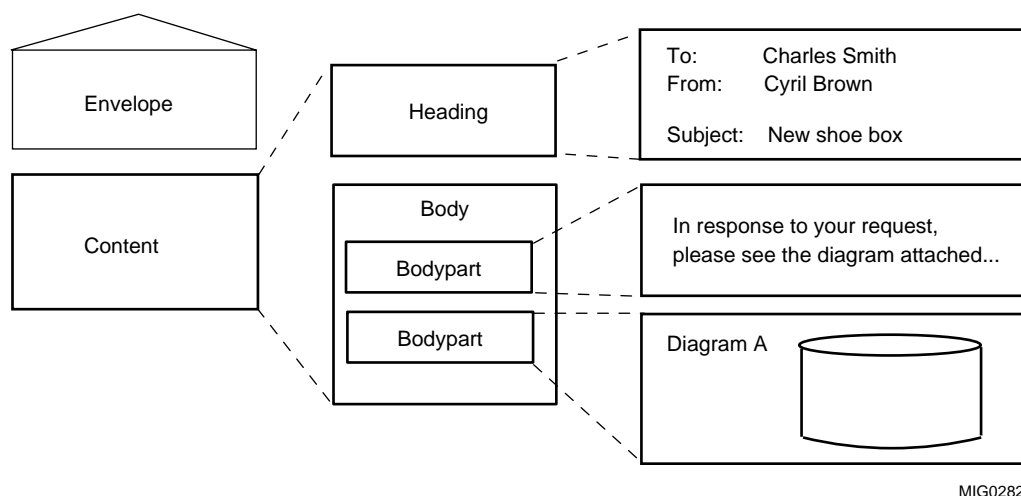 Envelope
Content
Heading
Body
Bodypart
Bodypart
To: Charles Smith
From: Cyril Brown
Subject: New shoe box
In response to your request,
please see the diagram attached...
Diagram A
MIG0282